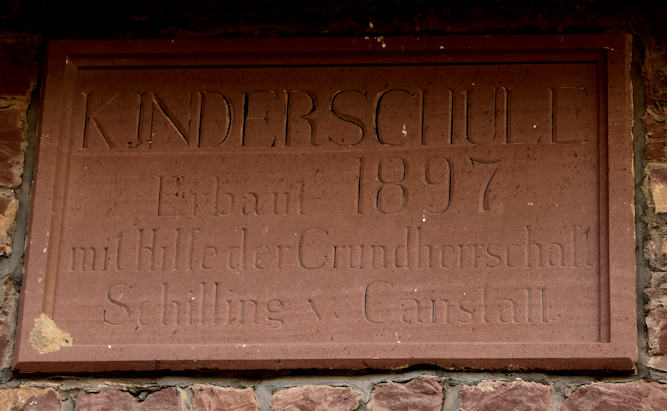 KINDERSCHULE
Erbaut 1897
mit Hilfe der Grundherrschaft
Schilling v. Canstatt